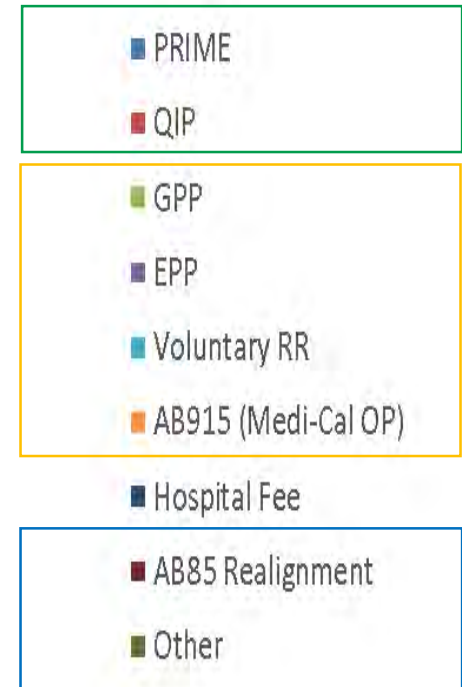 PRIME
QIP
GPP
EPP
Voluntary RR
AB915 (Medi-Cal OP)
Hospital Fee
AB85 Realignment
Other